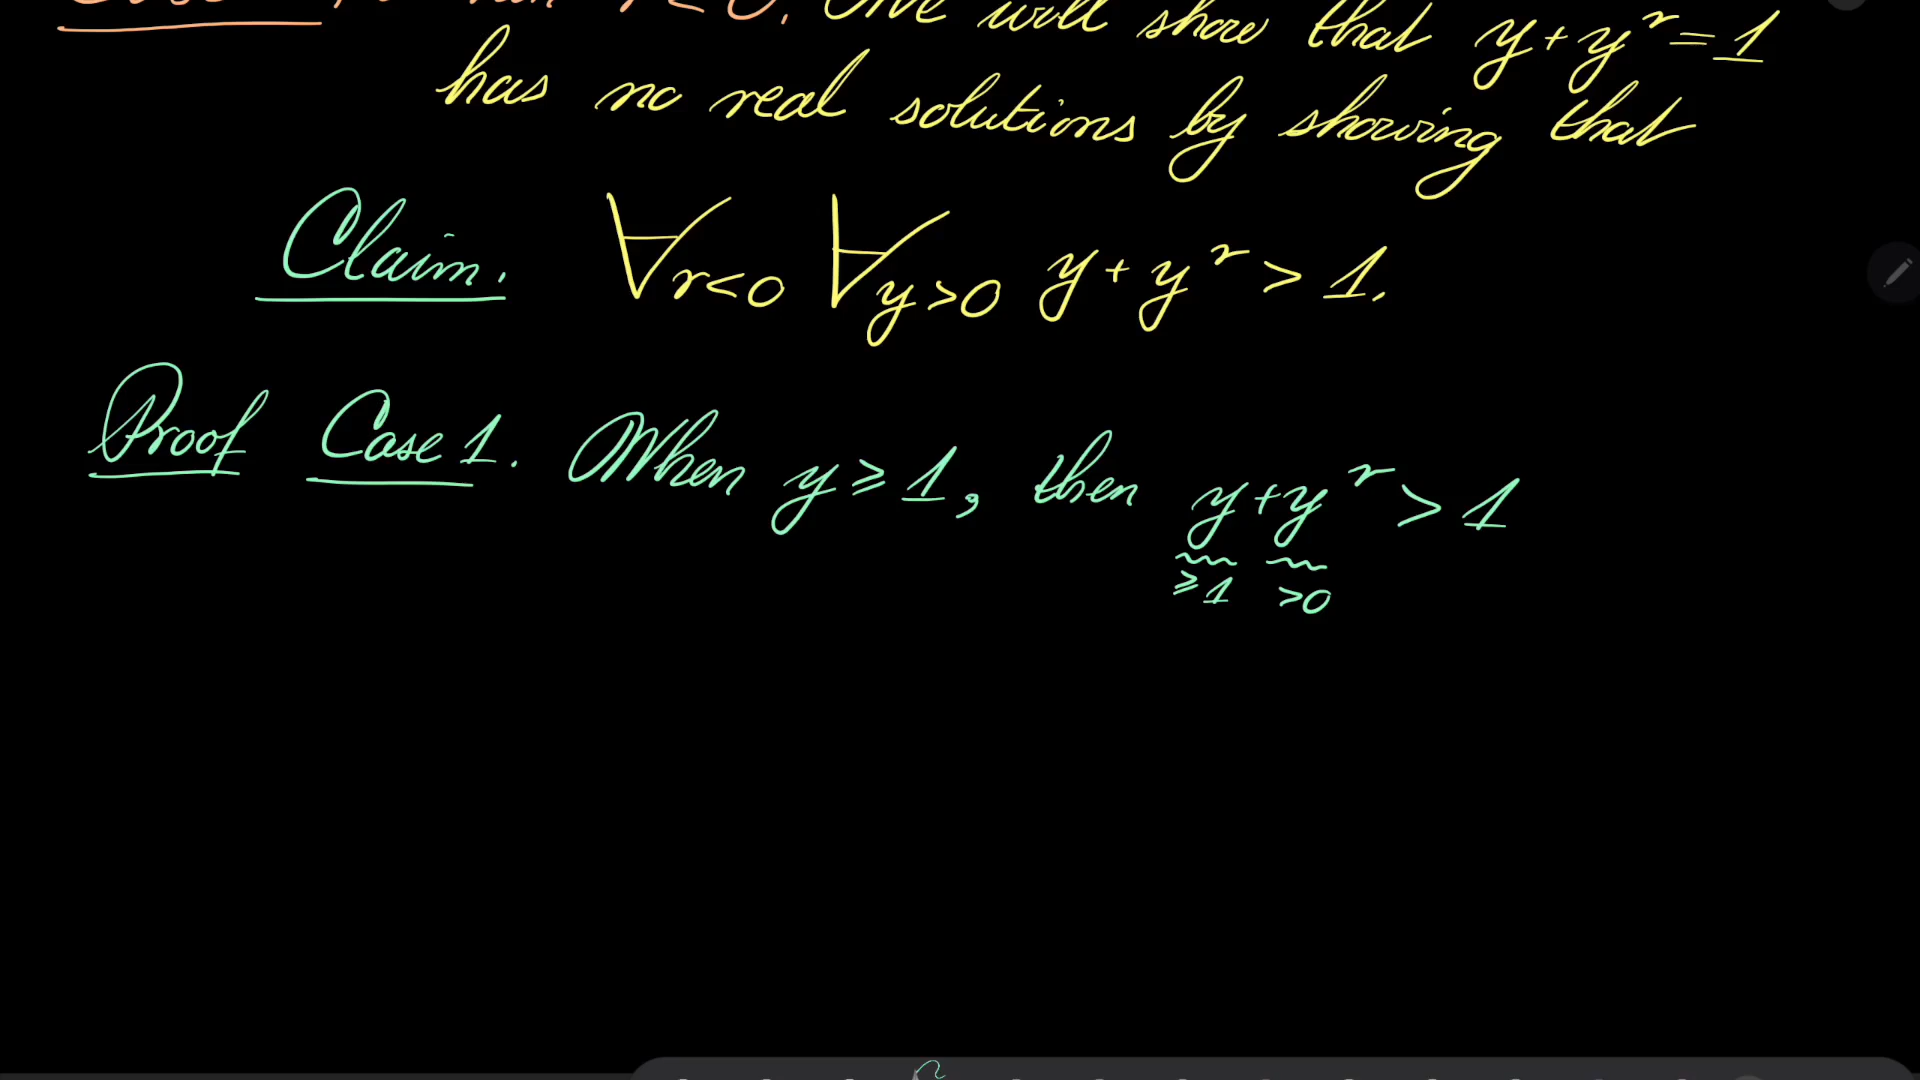 r < 0. We will show that y + y^r = 1
has no real solutions by showing that
Claim. ∀r<0 ∀y>0 y + y^r > 1.
Proof Case 1. When y ⩾ 1, then y + y^r > 1
⩾1 >0